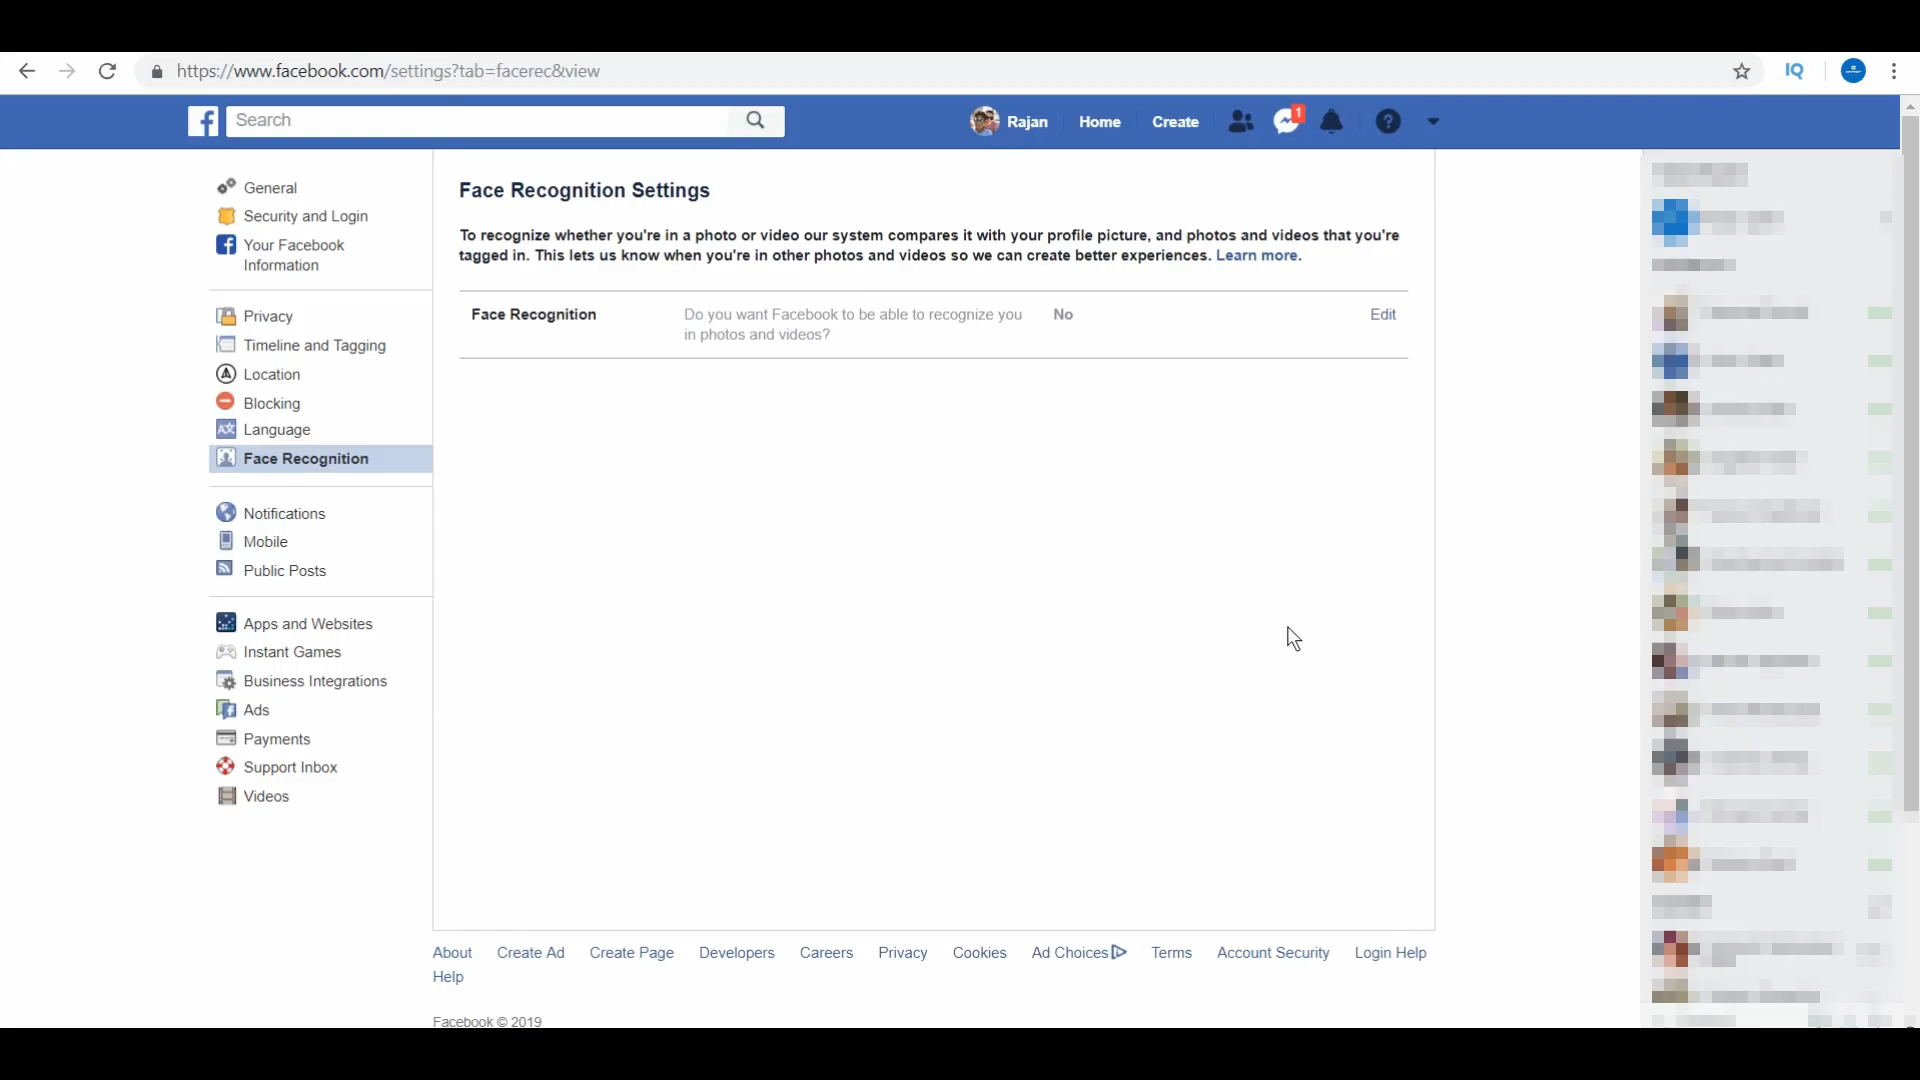 https://www.facebook.com/settings?tab=facerec&view
IQ
Search
Rajan
Home
Create
1
General
Security and Login
Your Facebook
Information
Privacy
Timeline and Tagging
Location
Blocking
Language
Face Recognition
Notifications
Mobile
Public Posts
Apps and Websites
Instant Games
Business Integrations
Ads
Payments
Support Inbox
Videos
Face Recognition Settings
To recognize whether you're in a photo or video our system compares it with your profile picture, and photos and videos that you're
tagged in. This lets us know when you're in other photos and videos so we can create better experiences. Learn more.
Face Recognition
Do you want Facebook to be able to recognize you
in photos and videos?
No
Edit
About Create Ad Create Page Developers Careers Privacy Cookies Ad Choices Terms Account Security Login Help
Help
Facebook © 2019